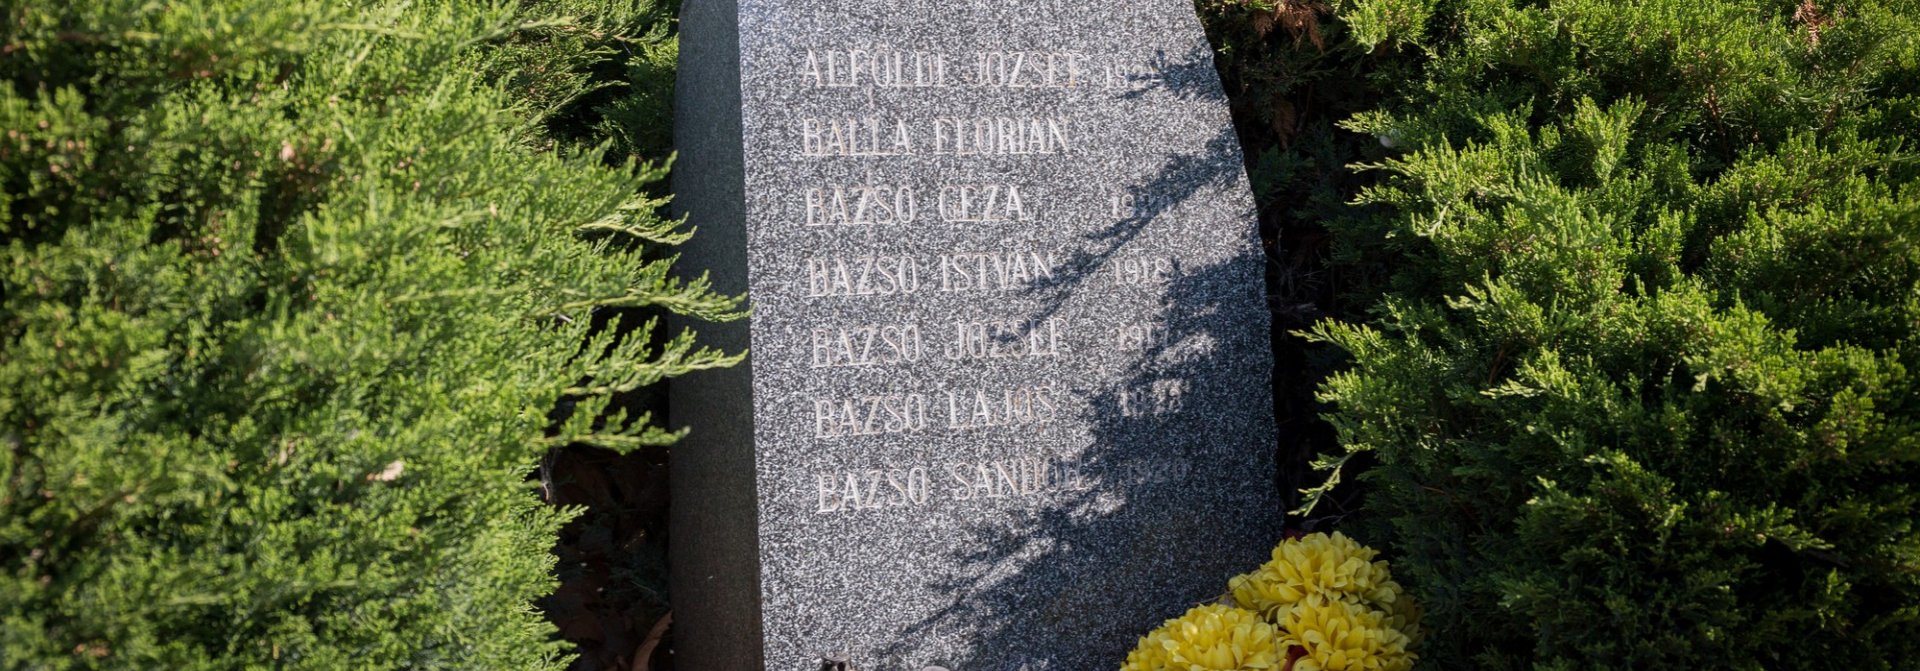 ALFÖLDI JÓZSEF
BALLA FLÓRIÁN
BAZSÓ GÉZA
BAZSÓ ISTVÁN 1918
BAZSÓ JÓZSEF
BAZSÓ LAJOS
BAZSÓ SÁNDOR 1920